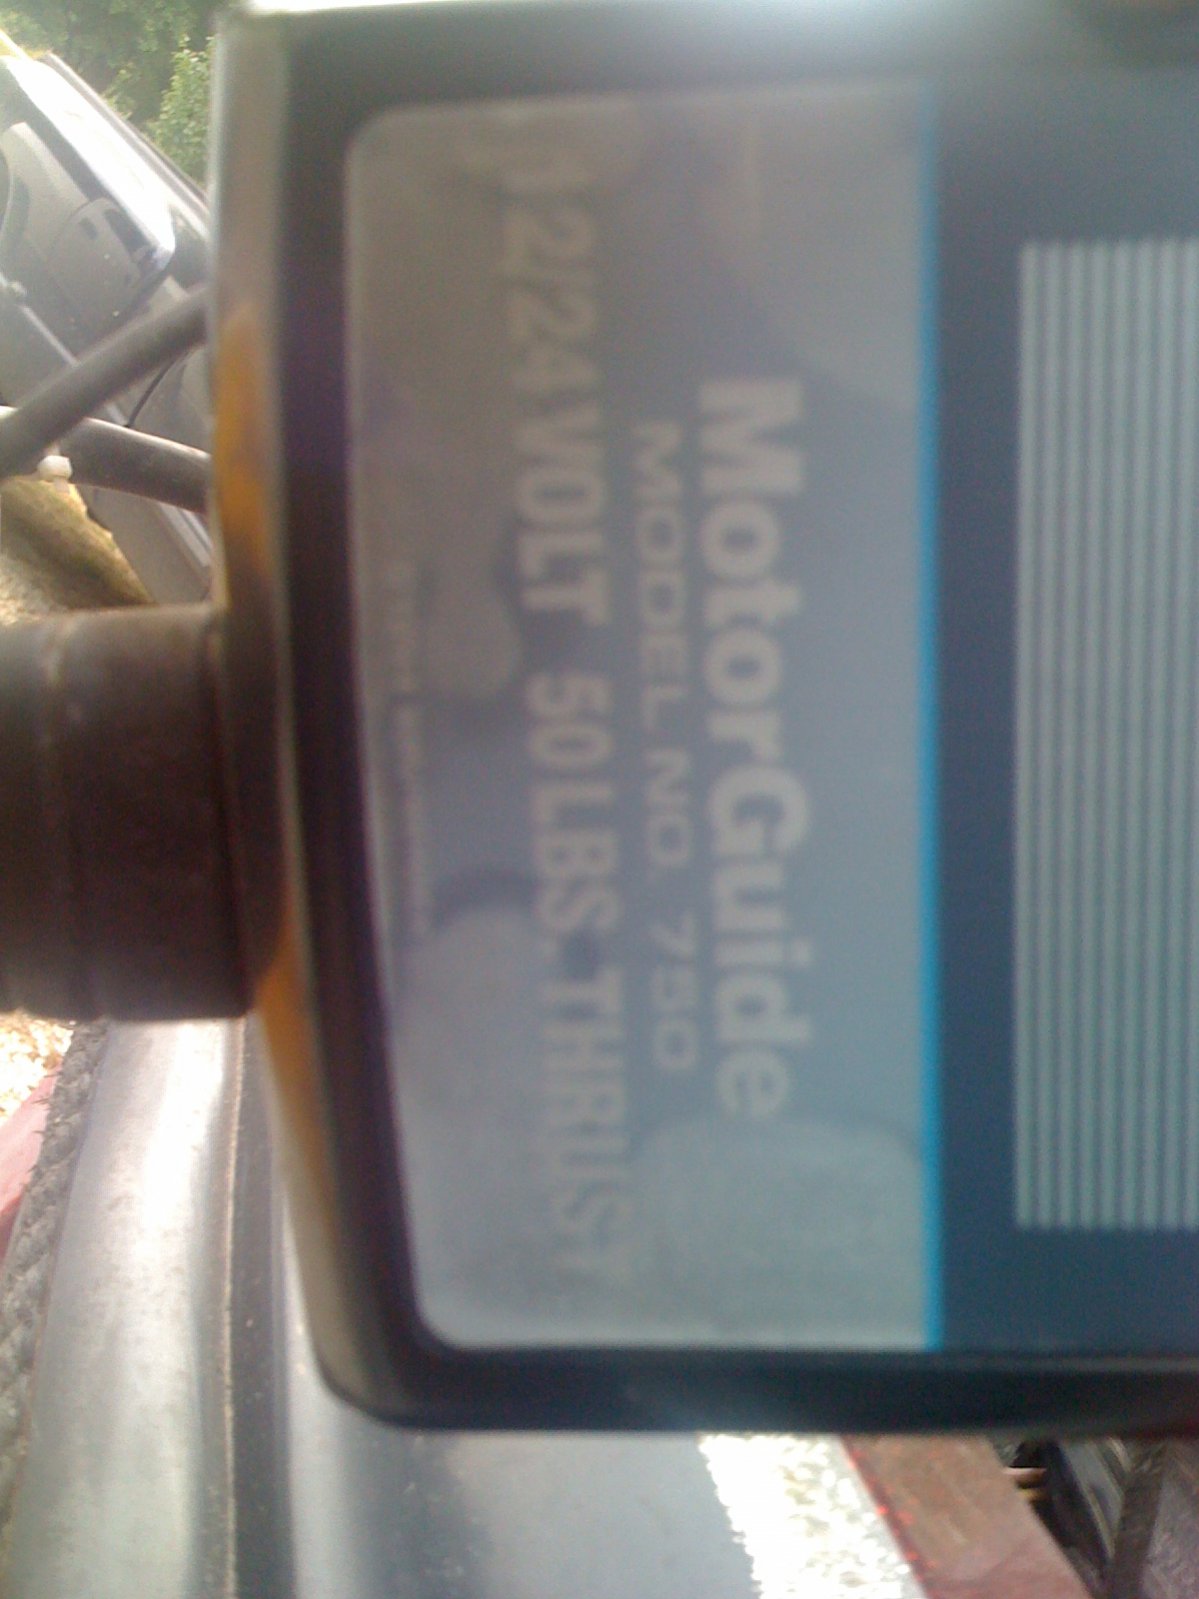 MotorGuide
MODEL NO. 750
12/24 VOLT 50 LBS. THRUST